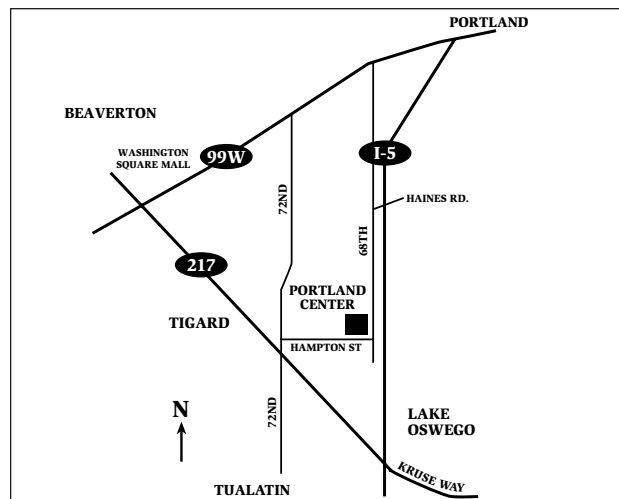 PORTLAND
BEAVERTON
WASHINGTON
SQUARE MALL
99W
I-5
72ND
HAINES RD.
68TH
217
PORTLAND
CENTER
TIGARD
HAMPTON ST
72ND
N
LAKE
OSWEGO
KRUSE WAY
TUALATIN